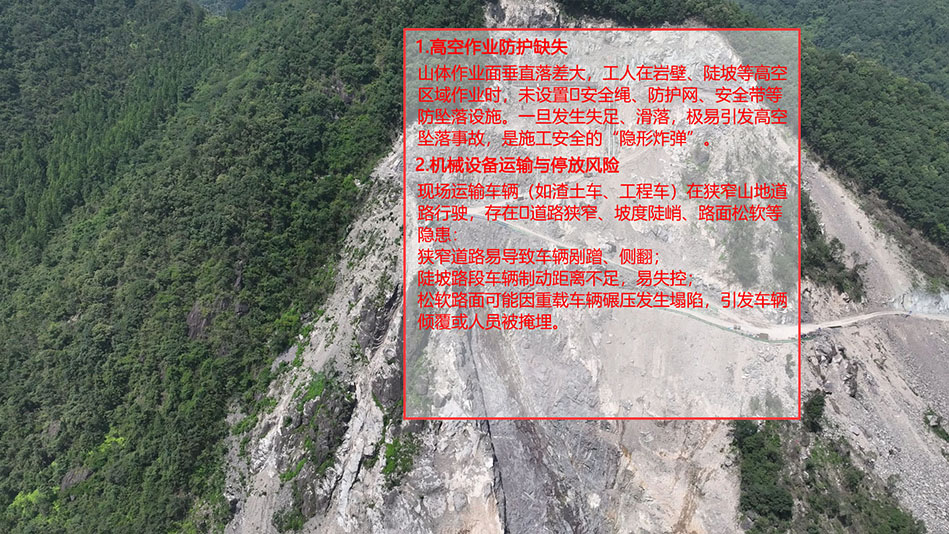 1.高空作业防护缺失
山体作业面垂直落差大，工人在岩壁、陡坡等高空
区域作业时，未设置▯安全绳、防护网、安全带等
防坠落设施。一旦发生失足、滑落，极易引发高空
坠落事故，是施工安全的“隐形炸弹”。
2.机械设备运输与停放风险
现场运输车辆（如渣土车、工程车）在狭窄山地道
路行驶，存在▯道路狭窄、坡度陡峭、路面松软等
隐患：
狭窄道路易导致车辆剐蹭、侧翻；
陡坡路段车辆制动距离不足，易失控；
松软路面可能因重载车辆碾压发生塌陷，引发车辆
倾覆或人员被掩埋。